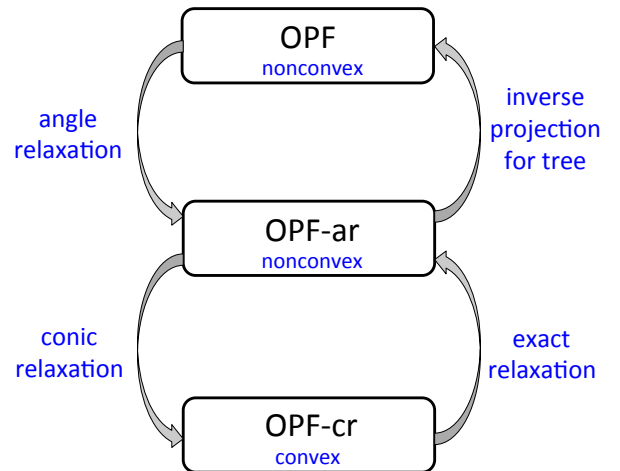 OPF
nonconvex
angle
relaxation
inverse
projection
for tree
OPF-ar
nonconvex
conic
relaxation
exact
relaxation
OPF-cr
convex